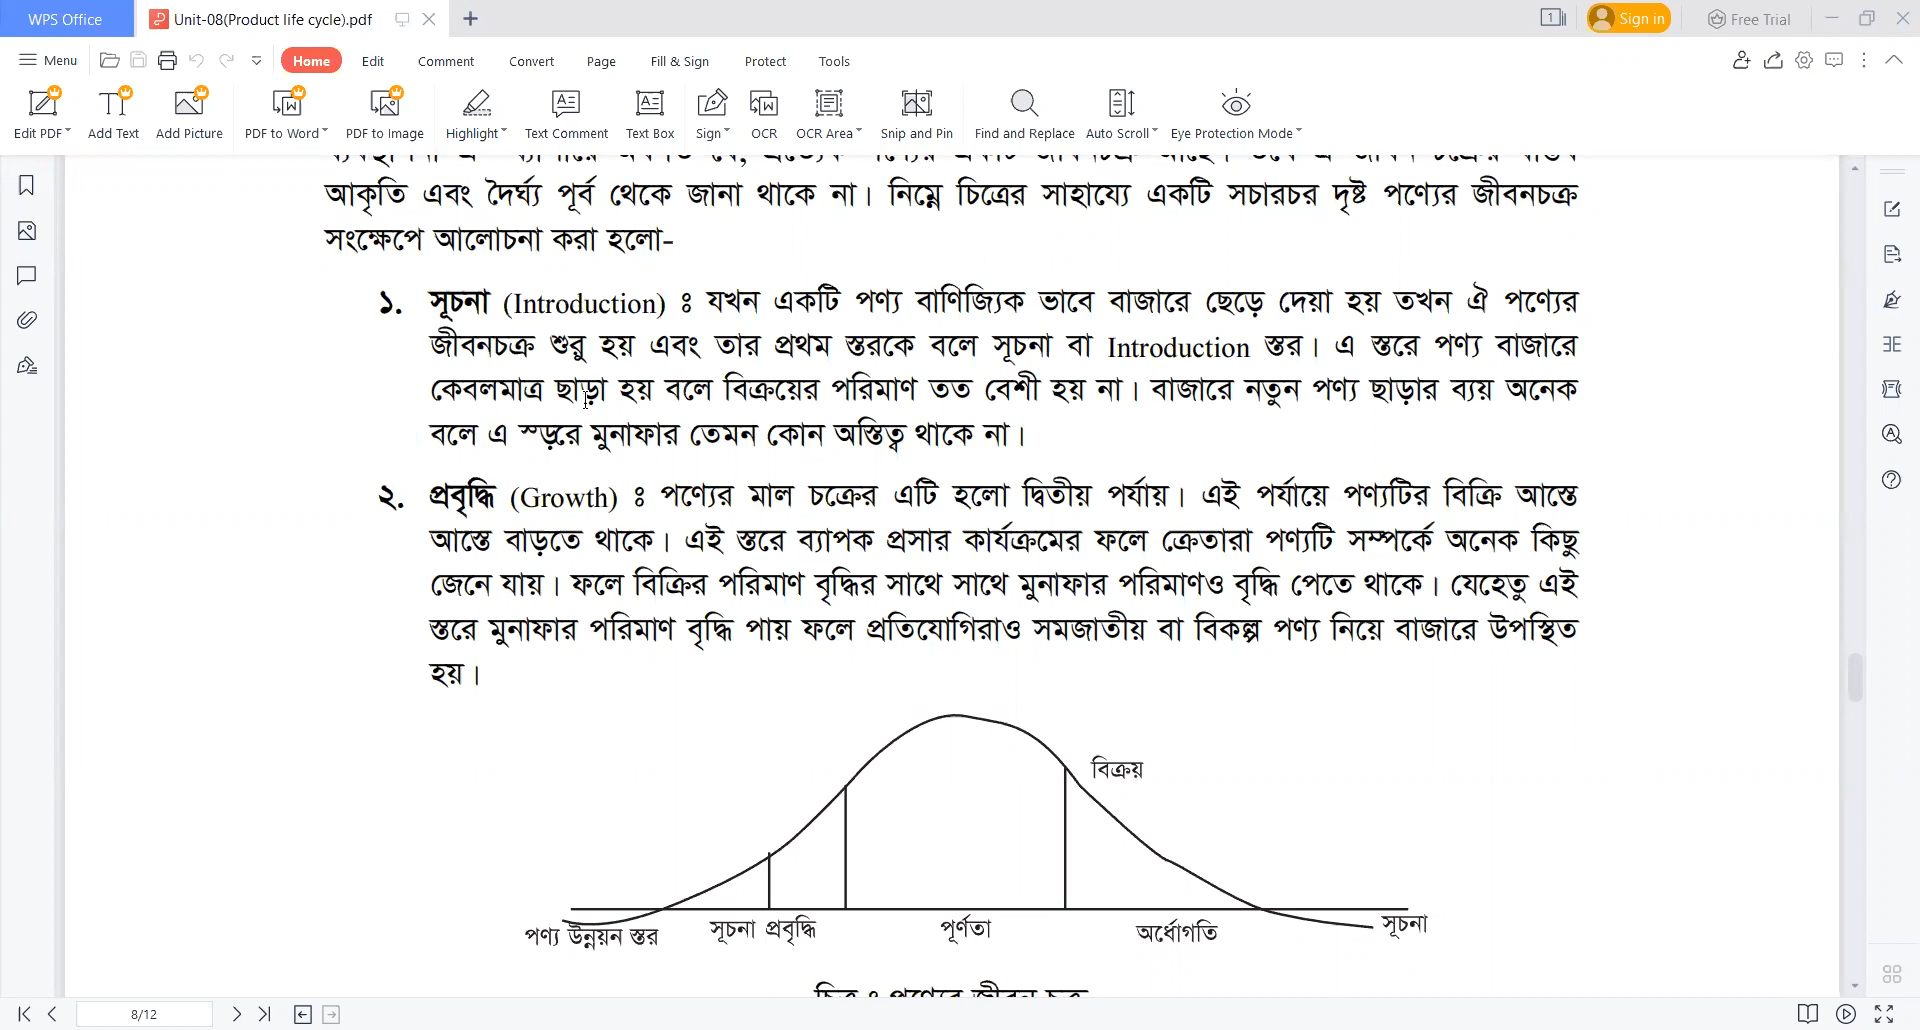 WPS Office
Unit-08(Product life cycle).pdf
1
Sign in
Free Trial
Menu
Home Edit Comment Convert Page Fill & Sign Protect Tools
Edit PDF Add Text Add Picture PDF to Word PDF to Image Highlight Text Comment Text Box Sign OCR OCR Area Snip and Pin Find and Replace Auto Scroll Eye Protection Mode
আকৃতি এবং দৈর্ঘ্য পূর্ব থেকে জানা থাকে না। নিম্নে চিত্রের সাহায্যে একটি সচারচর দৃষ্ট পণ্যের জীবনচক্র
সংক্ষেপে আলোচনা করা হলো-
১. সূচনা (Introduction) ঃ যখন একটি পণ্য বাণিজ্যিক ভাবে বাজারে ছেড়ে দেয়া হয় তখন ঐ পণ্যের
জীবনচক্র শুরু হয় এবং তার প্রথম স্তরকে বলে সূচনা বা Introduction স্তর। এ স্তরে পণ্য বাজারে
কেবলমাত্র ছাড়া হয় বলে বিক্রয়ের পরিমাণ তত বেশী হয় না। বাজারে নতুন পণ্য ছাড়ার ব্যয় অনেক
বলে এ স্ড়রে মুনাফার তেমন কোন অস্তিত্ব থাকে না।
২. প্রবৃদ্ধি (Growth) ঃ পণ্যের মাল চক্রের এটি হলো দ্বিতীয় পর্যায়। এই পর্যায়ে পণ্যটির বিক্রি আস্তে
আস্তে বাড়তে থাকে। এই স্তরে ব্যাপক প্রসার কার্যক্রমের ফলে ক্রেতারা পণ্যটি সম্পর্কে অনেক কিছু
জেনে যায়। ফলে বিক্রির পরিমাণ বৃদ্ধির সাথে সাথে মুনাফার পরিমাণও বৃদ্ধি পেতে থাকে। যেহেতু এই
স্তরে মুনাফার পরিমাণ বৃদ্ধি পায় ফলে প্রতিযোগিরাও সমজাতীয় বা বিকল্প পণ্য নিয়ে বাজারে উপস্থিত
হয়।
বিক্রয়
পণ্য উন্নয়ন স্তর সূচনা প্রবৃদ্ধি পূর্ণতা অর্ধোগতি সূচনা
চিত্র ঃ পণ্যের জীবন চক্র
8/12